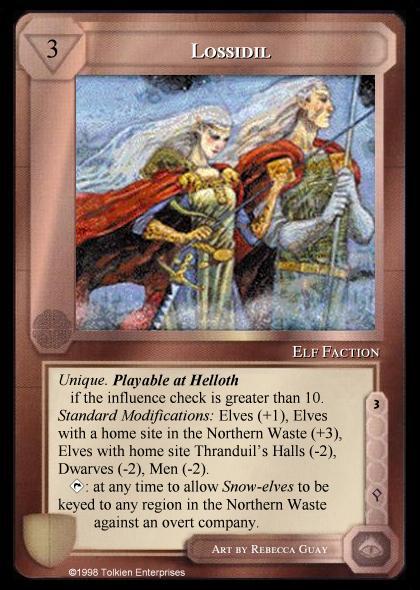 3
LOSSIDIL
ELF FACTION
Unique. Playable at Helloth
if the influence check is greater than 10.
Standard Modifications: Elves (+1), Elves
with a home site in the Northern Waste (+3),
Elves with home site Thranduil's Halls (-2),
Dwarves (-2), Men (-2).
: at any time to allow Snow-elves to be
keyed to any region in the Northern Waste
against an overt company.
3
ART BY REBECCA GUAY
©1998 Tolkien Enterprises